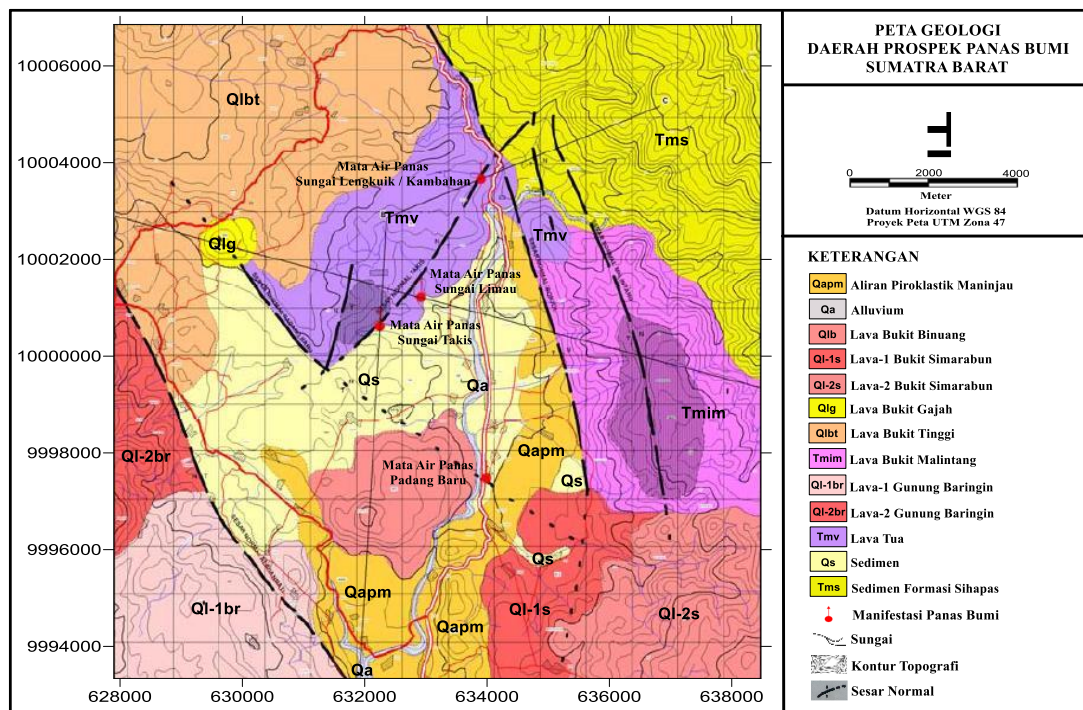 PETA GEOLOGI
DAERAH PROSPEK PANAS BUMI
SUMATRA BARAT
0 2000 4000
Meter
Datum Horizontal WGS 84
Proyek Peta UTM Zona 47
KETERANGAN
Qapm Aliran Piroklastik Maninjau
Qa Alluvium
Qlb Lava Bukit Binuang
Ql-1s Lava-1 Bukit Simarabun
Ql-2s Lava-2 Bukit Simarabun
Qlg Lava Bukit Gajah
Qlbt Lava Bukit Tinggi
Tmim Lava Bukit Malintang
Ql-1br Lava-1 Gunung Baringin
Ql-2br Lava-2 Gunung Baringin
Tmv Lava Tua
Qs Sedimen
Tms Sedimen Formasi Sihapas
Manifestasi Panas Bumi
Sungai
Kontur Topografi
Sesar Normal
10006000
10004000
10002000
10000000
9998000
9996000
9994000
628000 630000 632000 634000 636000 638000
Qlbt
C
Tms
Mata Air Panas
Sungai Lengkuik / Kambahan
Tmv
Tmv
Qlg
Mata Air Panas
Sungai Limau
Mata Air Panas
Sungai Takis
Qs
Qa
Tmim
Ql-2br
Qapm
Mata Air Panas
Padang Baru
Qs
Qs
Ql-1br
Qapm
Ql-1s
Ql-2s
Qapm
Qa